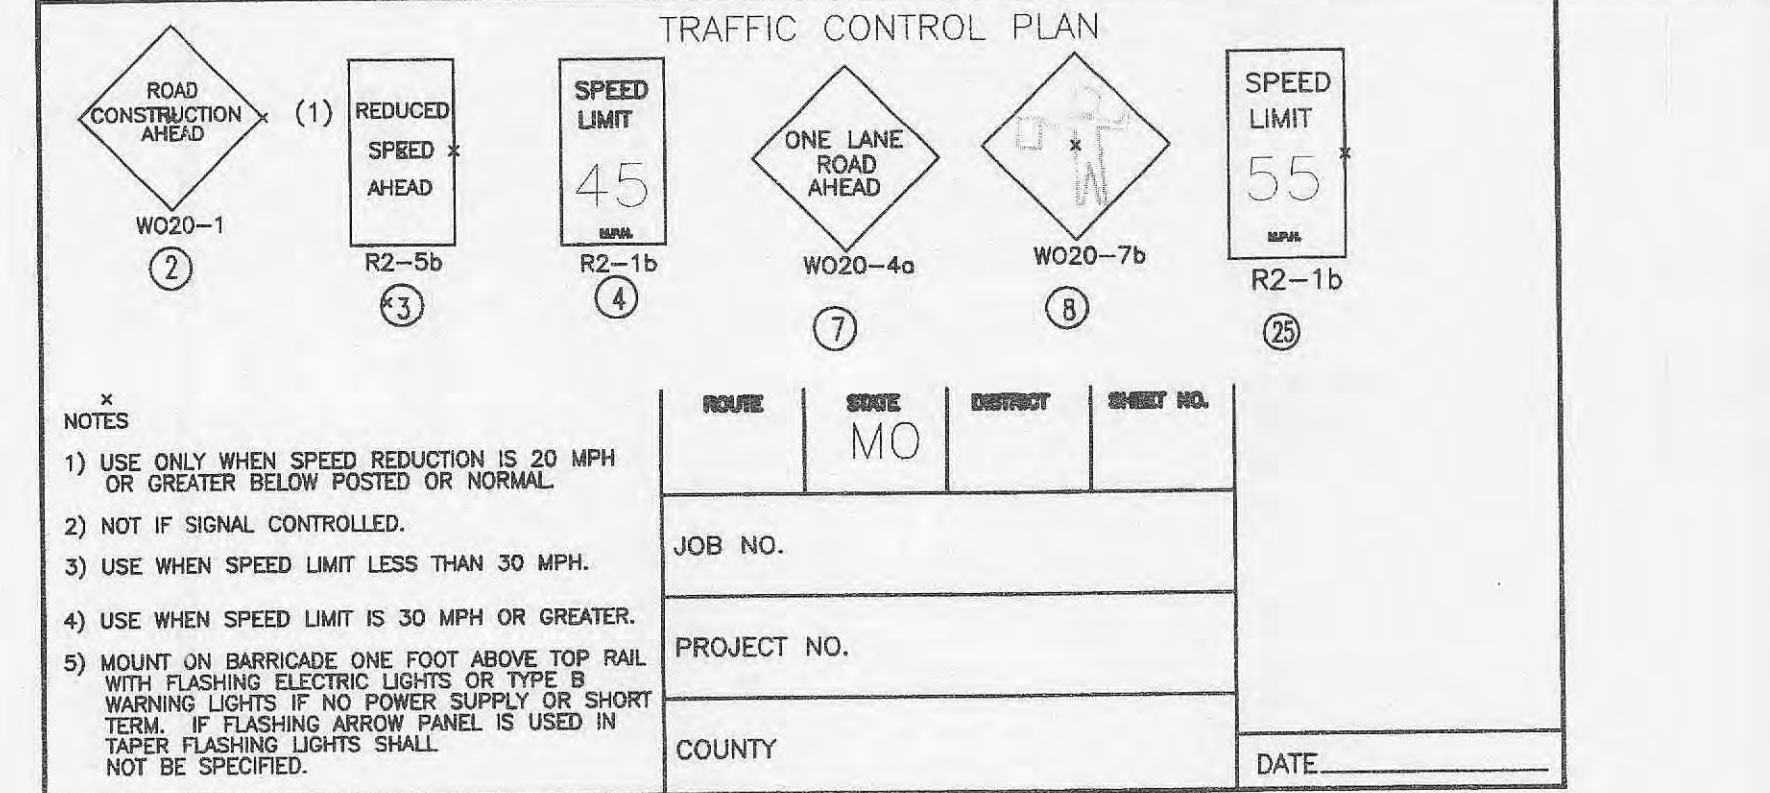 TRAFFIC CONTROL PLAN
ROAD
CONSTRUCTION
AHEAD
WO20-1
2
(1)
REDUCED
SPEED
AHEAD
R2-5b
3
SPEED
LIMIT
45
M.P.H.
R2-1b
4
ONE LANE
ROAD
AHEAD
WO20-4a
7
WO20-7b
8
SPEED
LIMIT
55
M.P.H.
R2-1b
25
NOTES
1) USE ONLY WHEN SPEED REDUCTION IS 20 MPH
OR GREATER BELOW POSTED OR NORMAL.
2) NOT IF SIGNAL CONTROLLED.
3) USE WHEN SPEED LIMIT LESS THAN 30 MPH.
4) USE WHEN SPEED LIMIT IS 30 MPH OR GREATER.
5) MOUNT ON BARRICADE ONE FOOT ABOVE TOP RAIL
WITH FLASHING ELECTRIC LIGHTS OR TYPE B
WARNING LIGHTS IF NO POWER SUPPLY OR SHORT
TERM. IF FLASHING ARROW PANEL IS USED IN
TAPER FLASHING LIGHTS SHALL
NOT BE SPECIFIED.
ROUTE STATE DISTRICT SHEET NO.
MO
JOB NO.
PROJECT NO.
COUNTY
DATE